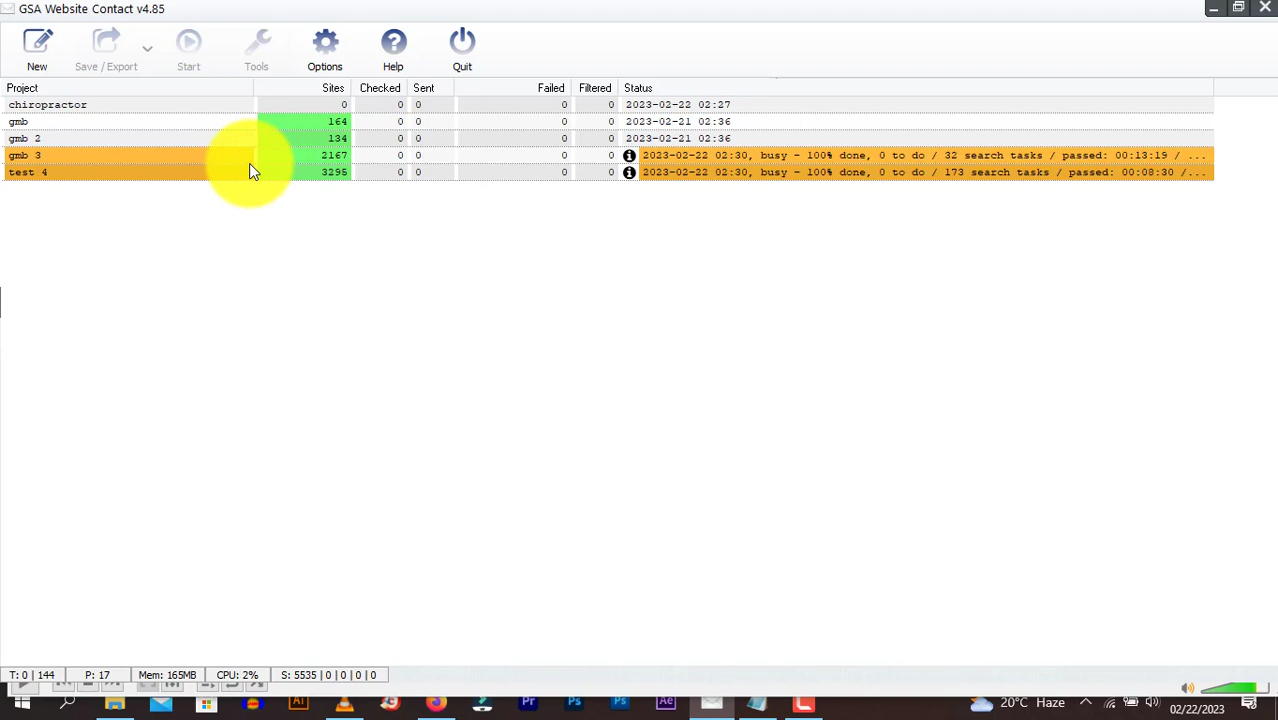 GSA Website Contact v4.85
New Save / Export Start Tools Options Help Quit
Project Sites Checked Sent Failed Filtered Status
chiropractor 0 0 0 0 0 2023-02-22 02:27
gmb 164 0 0 0 0 2023-02-21 02:36
gmb 2 134 0 0 0 0 2023-02-21 02:36
gmb 3 2167 0 0 0 0 2023-02-22 02:30, busy - 100% done, 0 to do / 32 search tasks / passed: 00:13:19 / ...
test 4 3295 0 0 0 0 2023-02-22 02:30, busy - 100% done, 0 to do / 173 search tasks / passed: 00:08:30 /...
T: 0 | 144 P: 17 Mem: 165MB CPU: 2% S: 5535 | 0 | 0 | 0 | 0
Ai Pr Ps Ps Ae 20°C Haze 02/22/2023